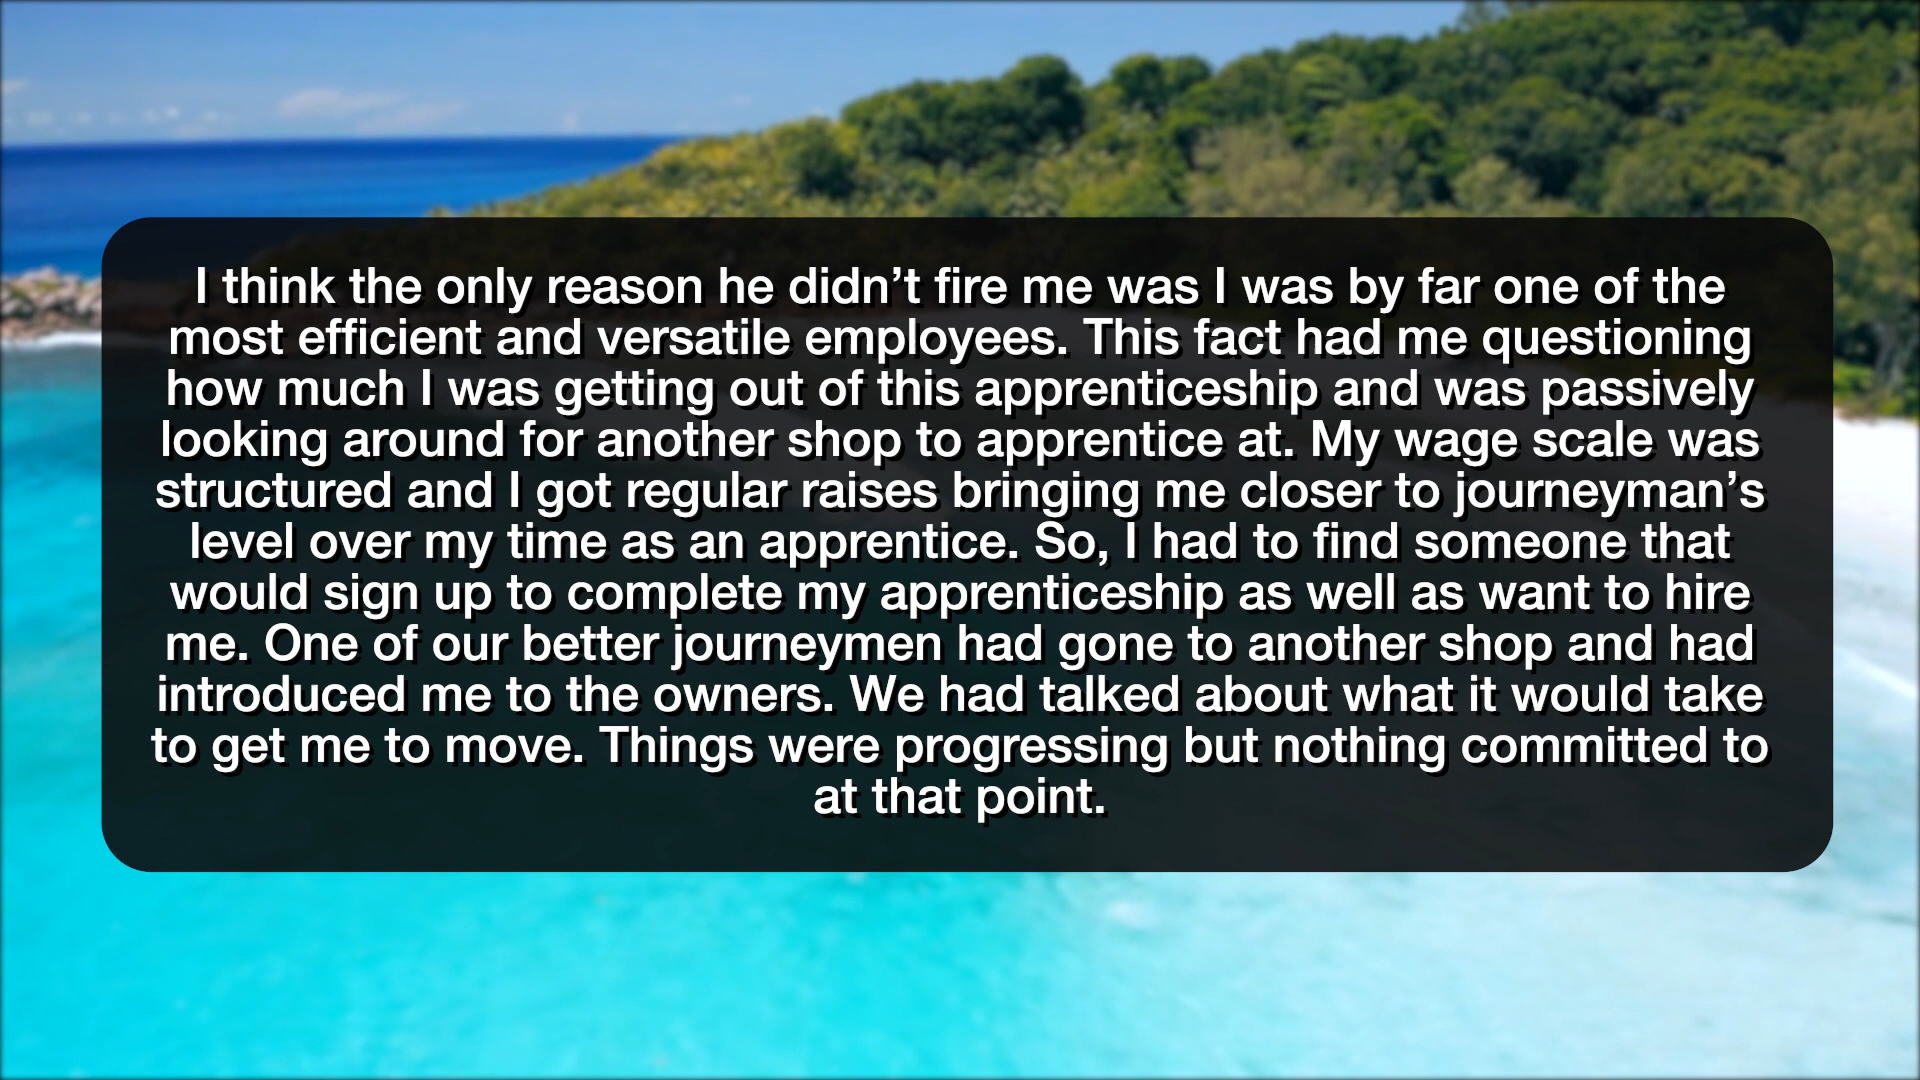 I think the only reason he didn’t fire me was I was by far one of the
most efficient and versatile employees. This fact had me questioning
how much I was getting out of this apprenticeship and was passively
looking around for another shop to apprentice at. My wage scale was
structured and I got regular raises bringing me closer to journeyman’s
level over my time as an apprentice. So, I had to find someone that
would sign up to complete my apprenticeship as well as want to hire
me. One of our better journeymen had gone to another shop and had
introduced me to the owners. We had talked about what it would take
to get me to move. Things were progressing but nothing committed to
at that point.